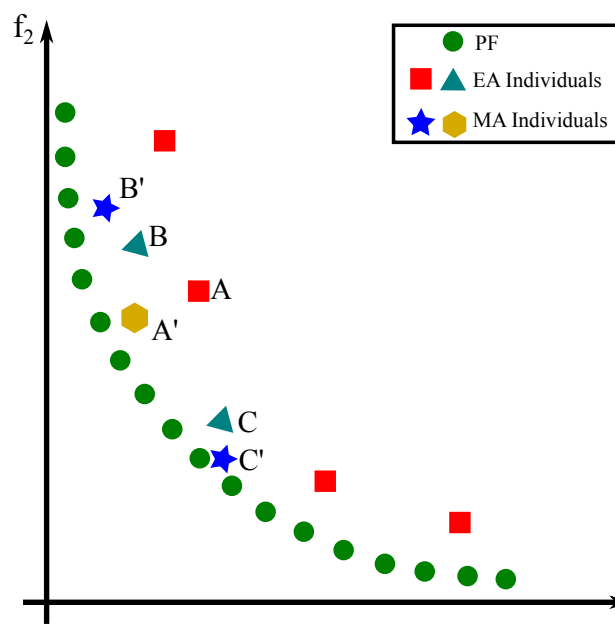 f2
PF
EA Individuals
MA Individuals
B'
B
A
A'
C
C'